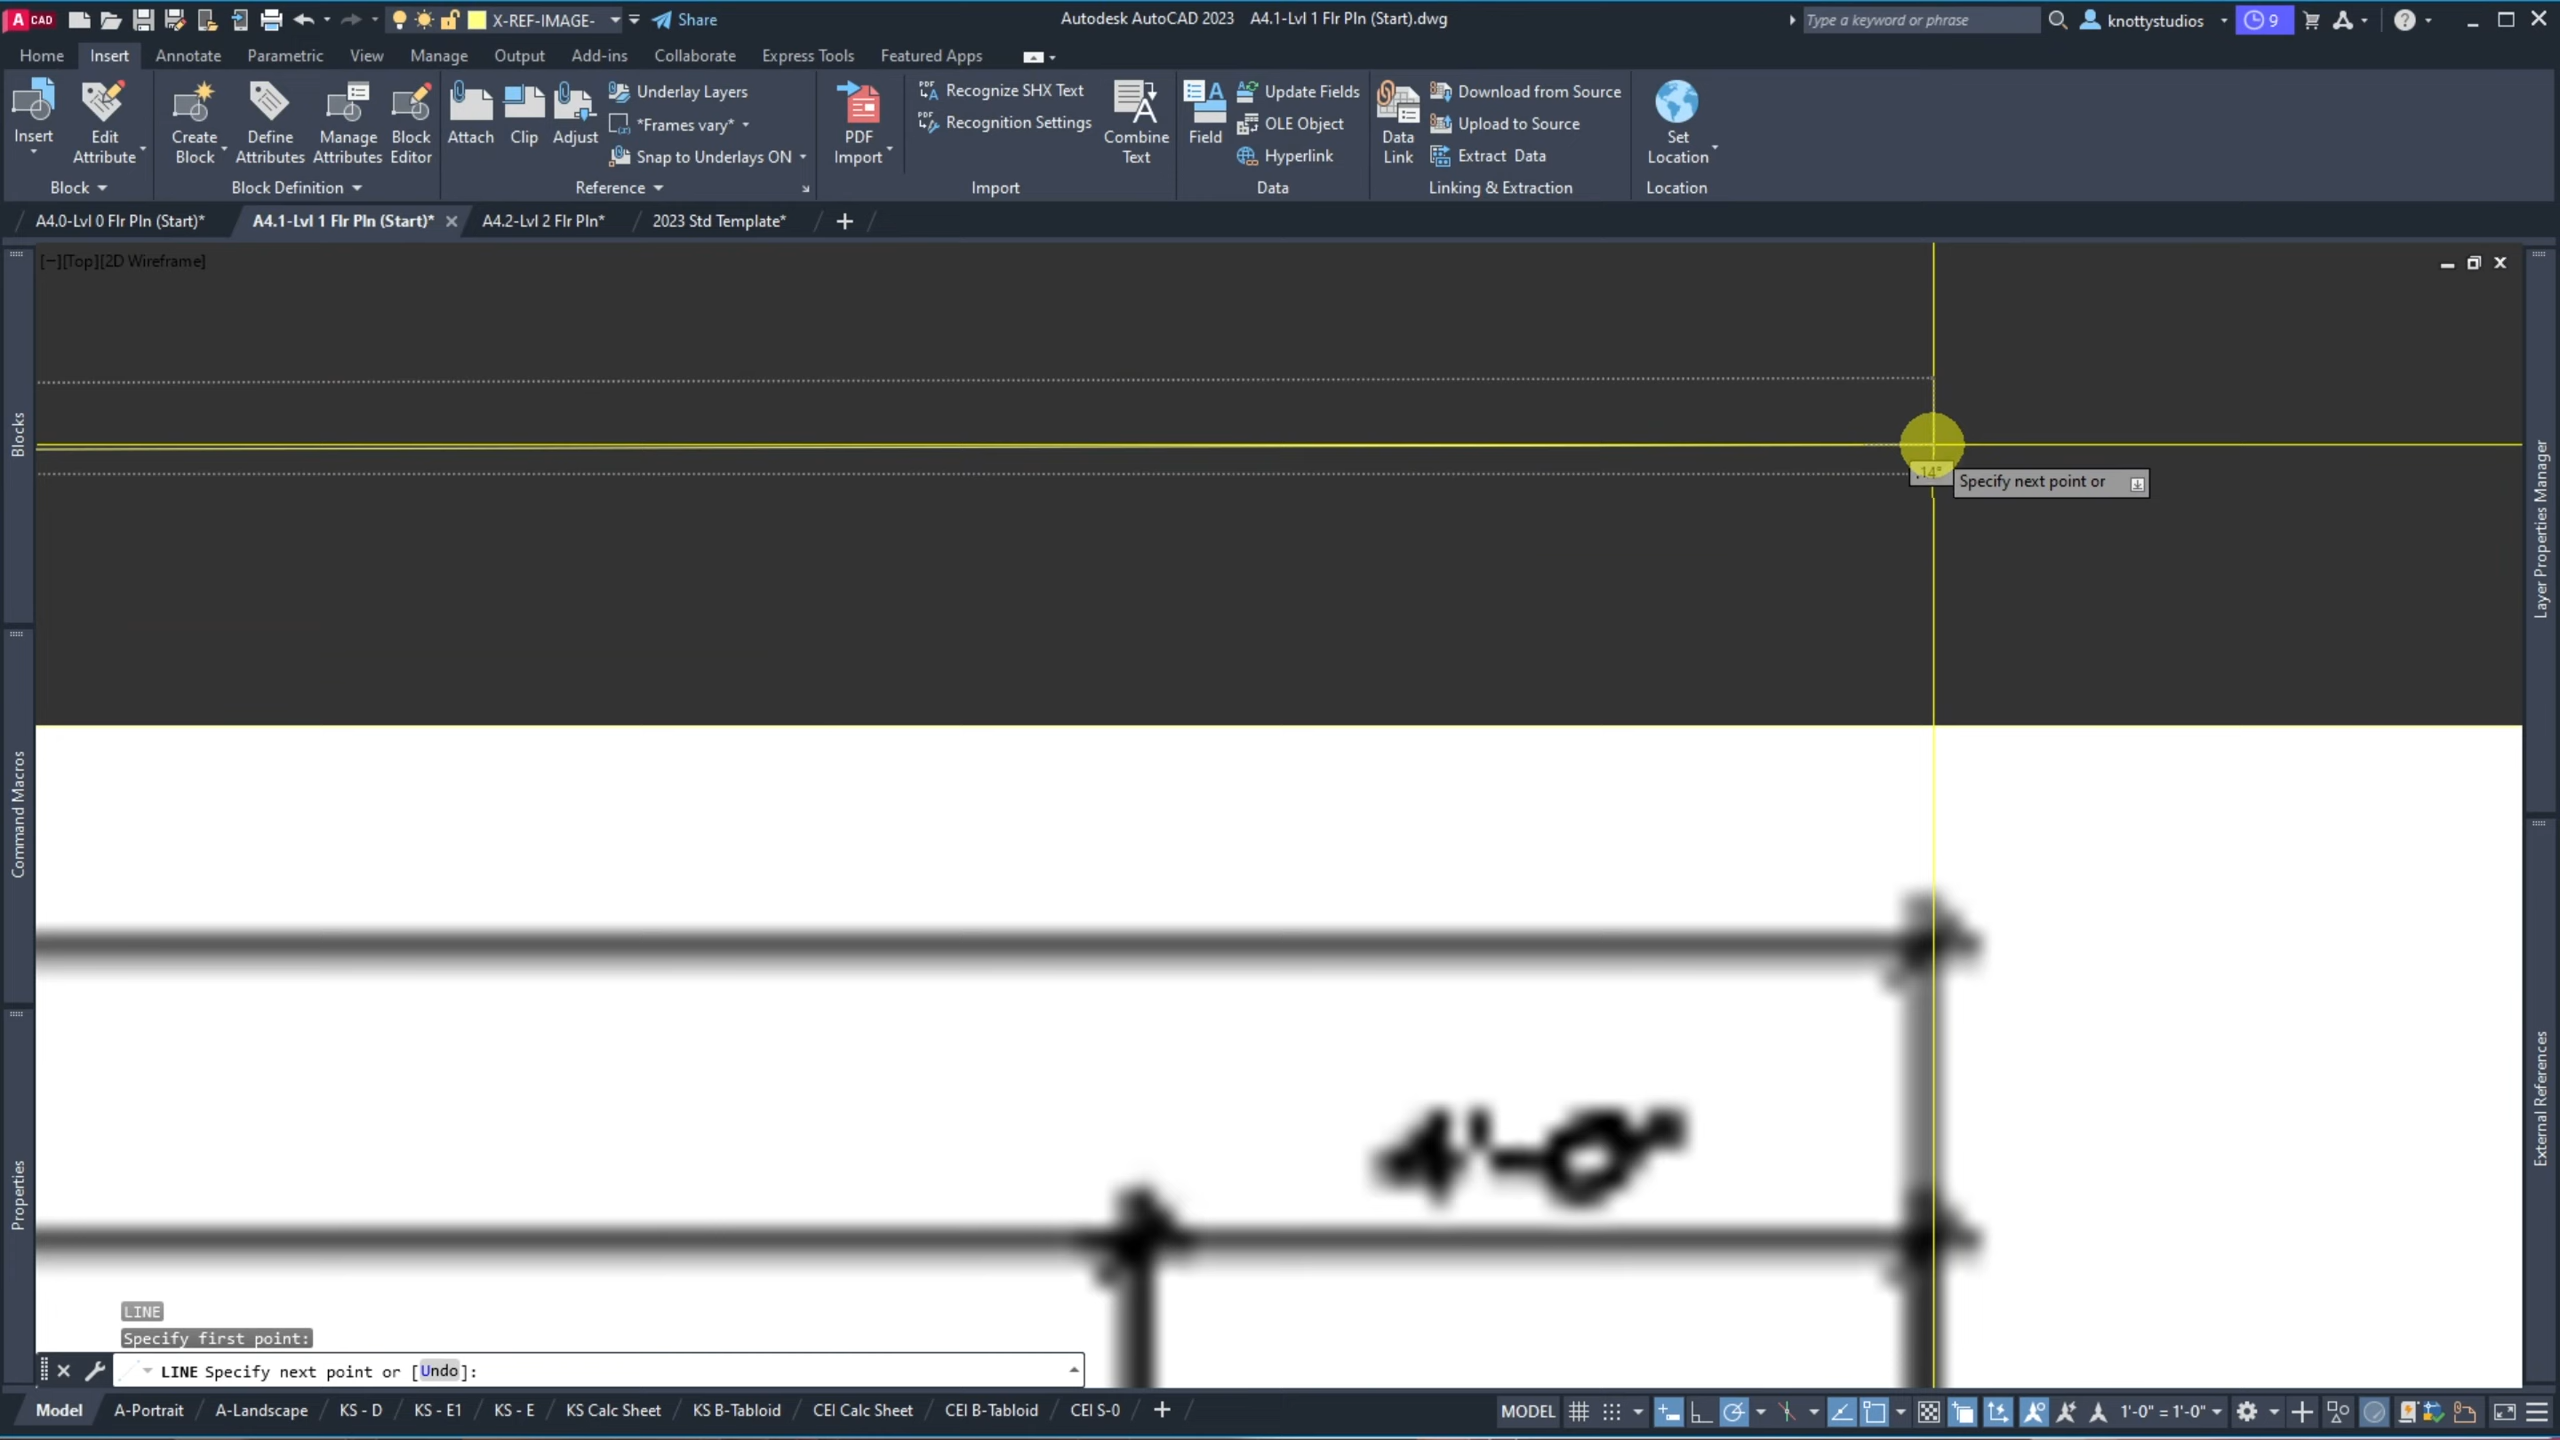 A CAD X-REF-IMAGE- Share Autodesk AutoCAD 2023 A4.1-Lvl 1 Flr Pln (Start).dwg Type a keyword or phrase knottystudios 9
Home Insert Annotate Parametric View Manage Output Add-ins Collaborate Express Tools Featured Apps
Insert
Edit
Attribute
Block
Create
Block
Define
Attributes
Manage
Attributes
Block
Editor
Block Definition
Attach
Clip
Adjust
Underlay Layers
*Frames vary*
Snap to Underlays ON
Reference
PDF
Import
Recognize SHX Text
Recognition Settings
Combine
Text
Import
Field
Update Fields
OLE Object
Hyperlink
Data
Data
Link
Download from Source
Upload to Source
Extract Data
Linking & Extraction
Set
Location
Location
A4.0-Lvl 0 Flr Pln (Start)* A4.1-Lvl 1 Flr Pln (Start)* A4.2-Lvl 2 Flr Pln* 2023 Std Template*
[−][Top][2D Wireframe]
Blocks
Command Macros
Properties
Layer Properties Manager
External References
.14°
Specify next point or
4'-0"
LINE
Specify first point:
LINE Specify next point or [Undo]:
Model A-Portrait A-Landscape KS - D KS - E1 KS - E KS Calc Sheet KS B-Tabloid CEI Calc Sheet CEI B-Tabloid CEI S-0 MODEL 1'-0" = 1'-0"